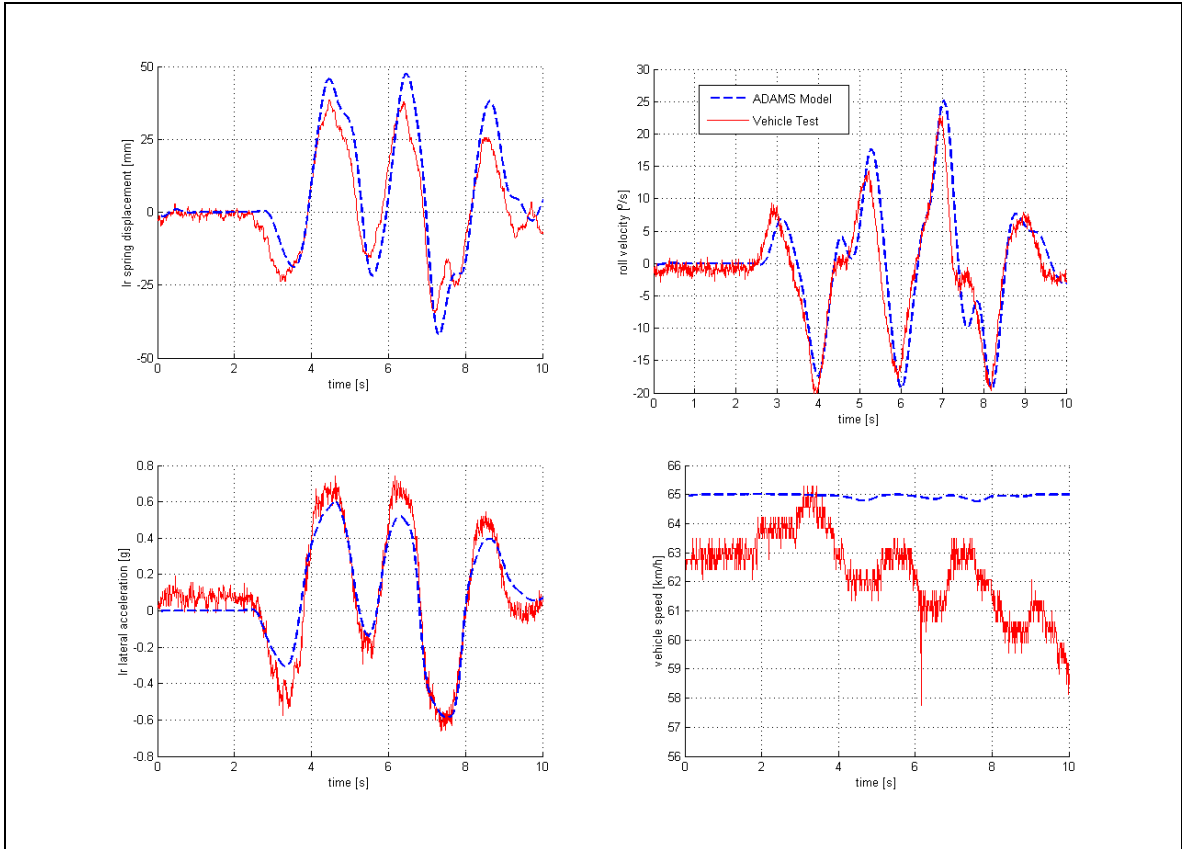 50
25
0
-25
-50
lr spring displacement [mm]
0 2 4 6 8 10
time [s]
30
25
20
15
10
5
0
-5
-10
-15
-20
roll velocity [º/s]
ADAMS Model
Vehicle Test
0 1 2 3 4 5 6 7 8 9 10
time [s]
0.8
0.6
0.4
0.2
0
-0.2
-0.4
-0.6
-0.8
lr lateral acceleration [g]
0 2 4 6 8 10
time [s]
66
65
64
63
62
61
60
59
58
57
56
vehicle speed [km/h]
0 2 4 6 8 10
time [s]